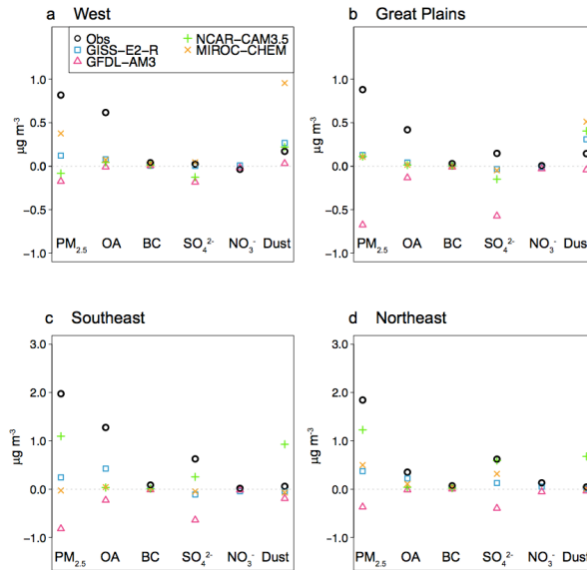 a West
Obs
GISS−E2−R
GFDL−AM3
NCAR−CAM3.5
MIROC−CHEM
µg m⁻³
1.0
0.5
0.0
−0.5
−1.0
PM₂.₅ OA BC SO₄²⁻ NO₃⁻ Dust
b Great Plains
µg m⁻³
1.0
0.5
0.0
−0.5
−1.0
PM₂.₅ OA BC SO₄²⁻ NO₃⁻ Dust
c Southeast
µg m⁻³
3.0
2.0
1.0
0.0
−1.0
PM₂.₅ OA BC SO₄²⁻ NO₃⁻ Dust
d Northeast
µg m⁻³
3.0
2.0
1.0
0.0
−1.0
PM₂.₅ OA BC SO₄²⁻ NO₃⁻ Dust